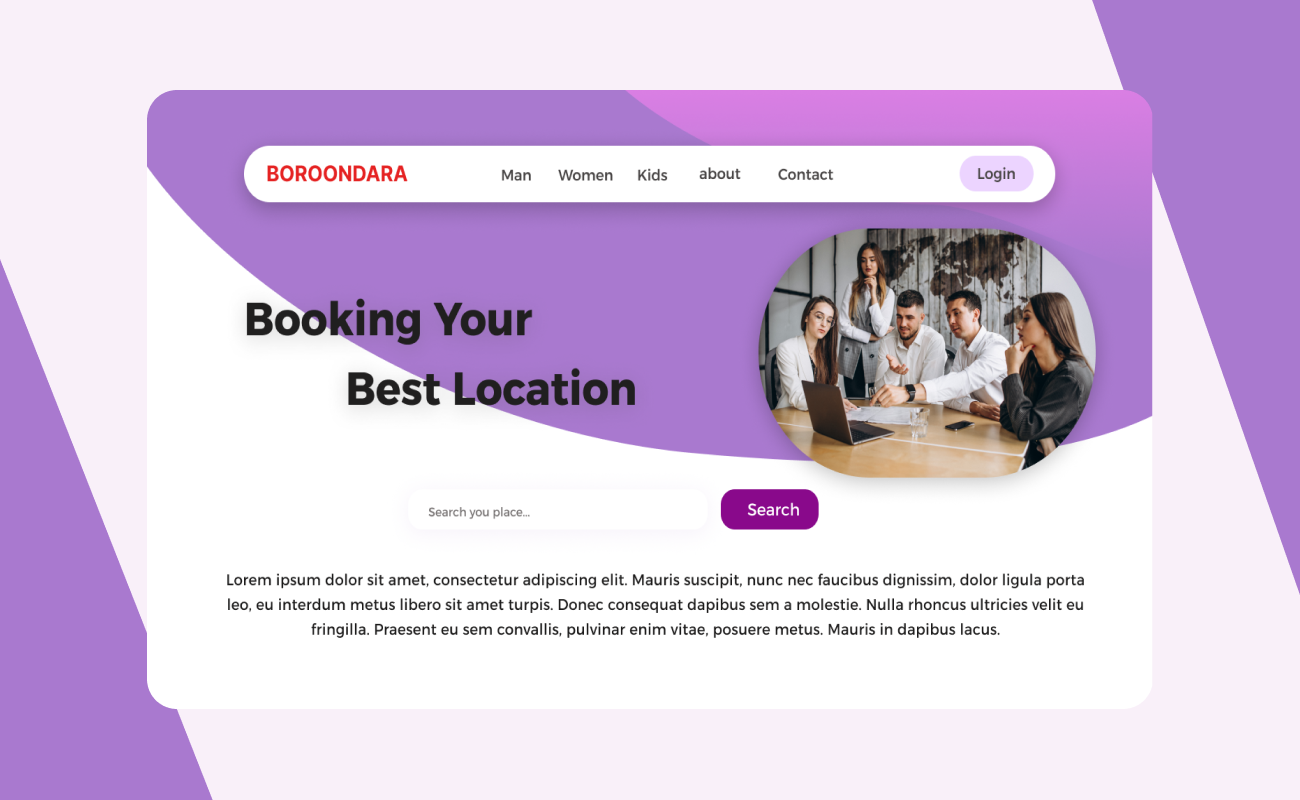 BOROONDARA
Man Women Kids about Contact
Login
Booking Your
Best Location
Search you place...
Search
Lorem ipsum dolor sit amet, consectetur adipiscing elit. Mauris suscipit, nunc nec faucibus dignissim, dolor ligula porta
leo, eu interdum metus libero sit amet turpis. Donec consequat dapibus sem a molestie. Nulla rhoncus ultricies velit eu
fringilla. Praesent eu sem convallis, pulvinar enim vitae, posuere metus. Mauris in dapibus lacus.